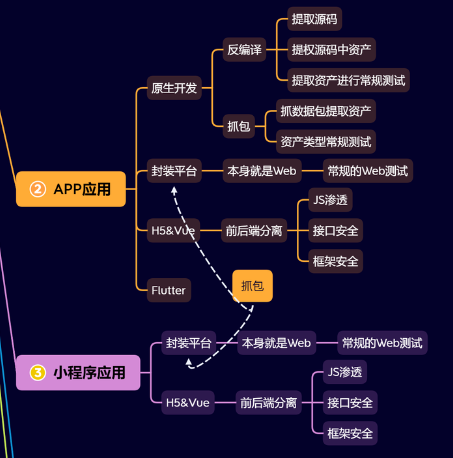 ② APP应用
原生开发
反编译
提取源码
提权源码中资产
提取资产进行常规测试
抓包
抓数据包提取资产
资产类型常规测试
封装平台
本身就是Web
常规的Web测试
H5&Vue
前后端分离
JS渗透
接口安全
框架安全
Flutter
抓包
③ 小程序应用
封装平台
本身就是Web
常规的Web测试
H5&Vue
前后端分离
JS渗透
接口安全
框架安全